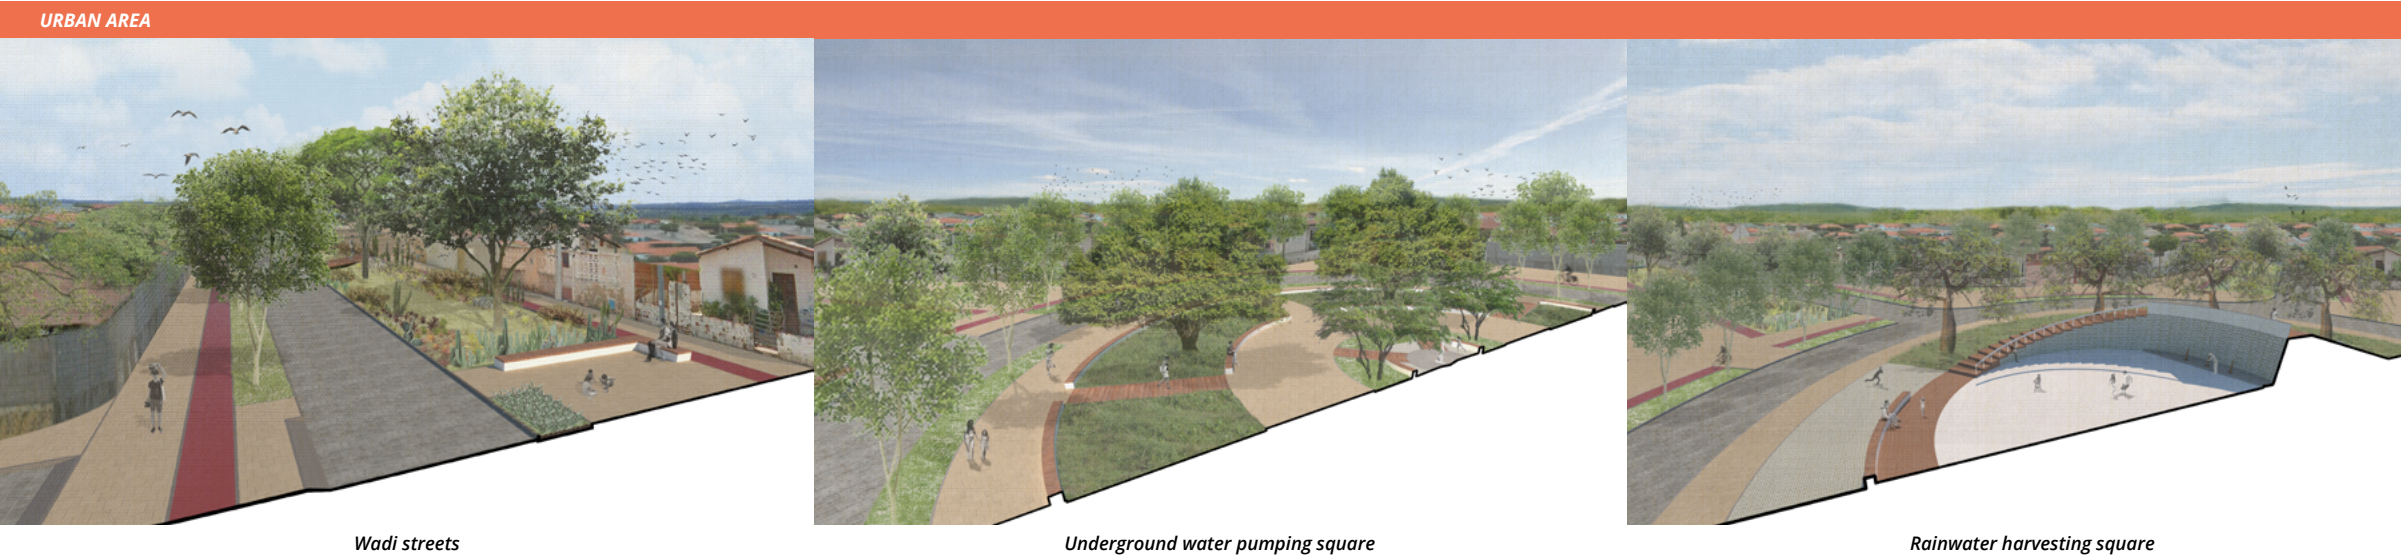 URBAN AREA
Wadi streets
Underground water pumping square
Rainwater harvesting square